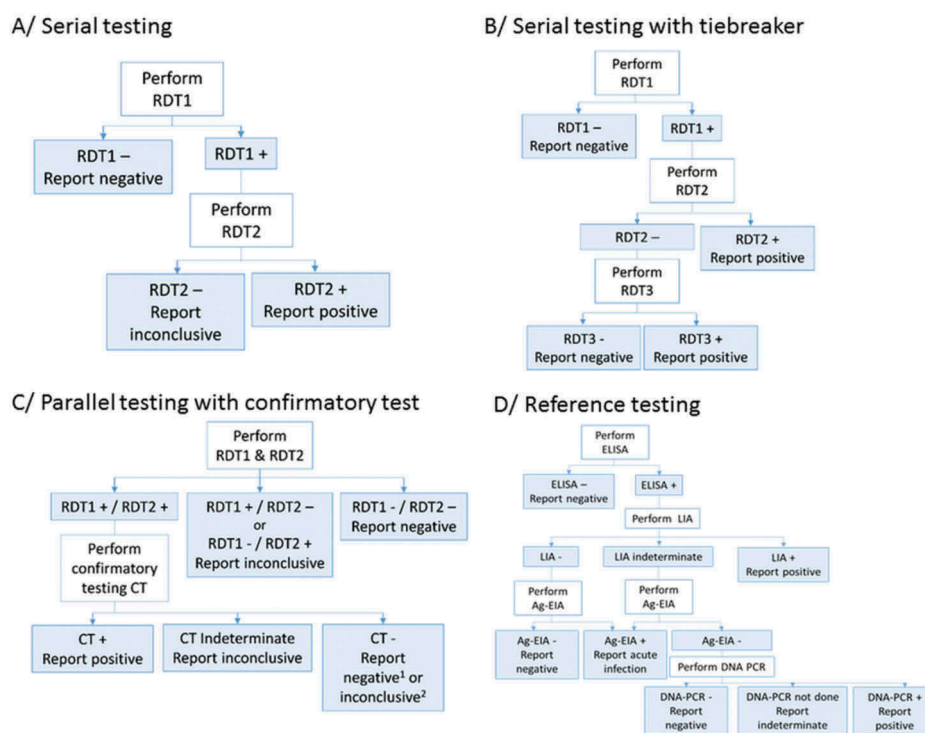 A/ Serial testing
Perform
RDT1
RDT1 –
Report negative
RDT1 +
Perform
RDT2
RDT2 –
Report
inconclusive
RDT2 +
Report positive
B/ Serial testing with tiebreaker
Perform
RDT1
RDT1 –
Report negative
RDT1 +
Perform
RDT2
RDT2 –
RDT2 +
Report positive
Perform
RDT3
RDT3 -
Report negative
RDT3 +
Report positive
C/ Parallel testing with confirmatory test
Perform
RDT1 & RDT2
RDT1 + / RDT2 +
RDT1 + / RDT2 –
or
RDT1 - / RDT2 +
Report inconclusive
RDT1 - / RDT2 –
Report negative
Perform
confirmatory
testing CT
CT +
Report positive
CT Indeterminate
Report inconclusive
CT -
Report
negative¹ or
inconclusive²
D/ Reference testing
Perform
ELISA
ELISA –
Report negative
ELISA +
Perform LIA
LIA -
LIA indeterminate
LIA +
Report positive
Perform
Ag-EIA
Perform
Ag-EIA
Ag-EIA -
Report
negative
Ag-EIA +
Report acute
infection
Ag-EIA -
Perform DNA PCR
DNA-PCR -
Report
negative
DNA-PCR not done
Report
indeterminate
DNA-PCR +
Report
positive